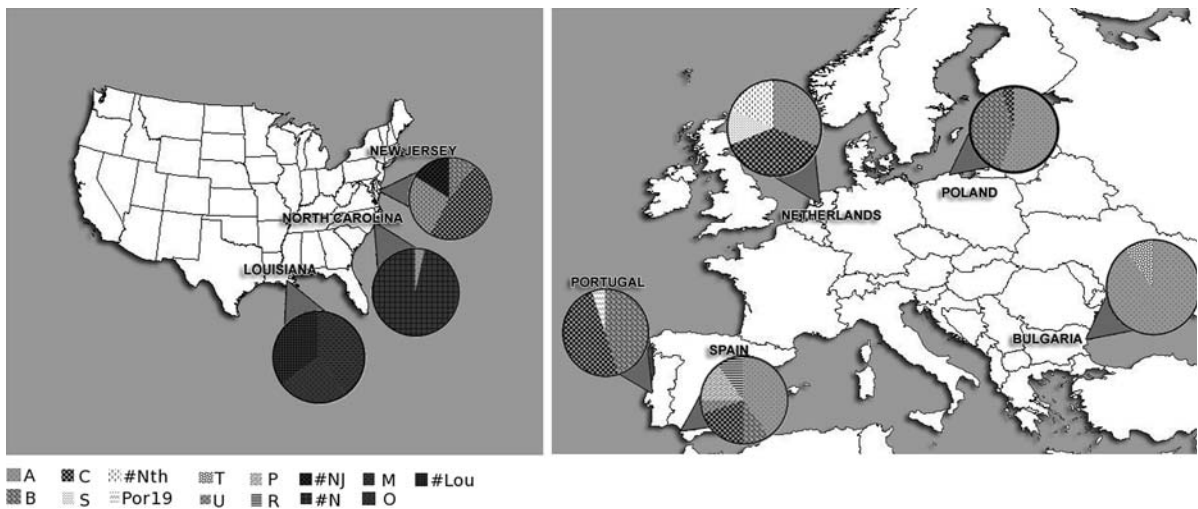 NEW JERSEY
NORTH CAROLINA
LOUISIANA
NETHERLANDS
POLAND
PORTUGAL
SPAIN
BULGARIA
A C #Nth T P #NJ M #Lou
B S Por19 U R #N O